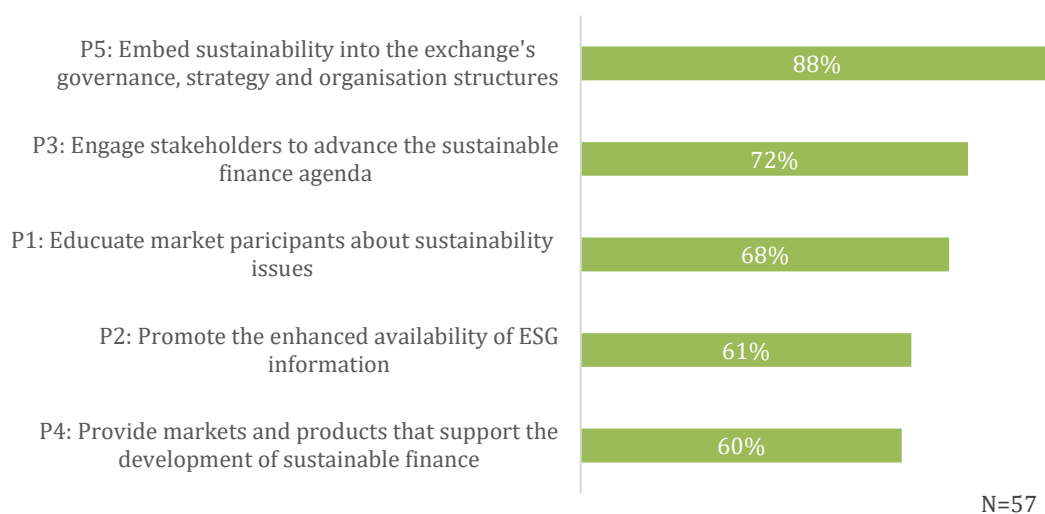 P5: Embed sustainability into the exchange's
governance, strategy and organisation structures
88%
P3: Engage stakeholders to advance the sustainable
finance agenda
72%
P1: Educuate market paricipants about sustainability
issues
68%
P2: Promote the enhanced availability of ESG
information
61%
P4: Provide markets and products that support the
development of sustainable finance
60%
N=57